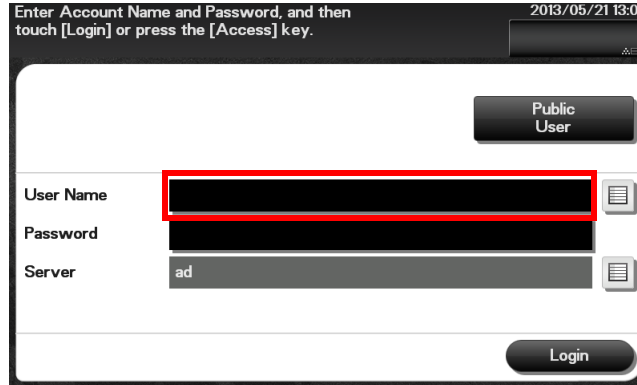 Enter Account Name and Password, and then
touch [Login] or press the [Access] key.
2013/05/21 13:0
Public
User
User Name
Password
Server
ad
Login